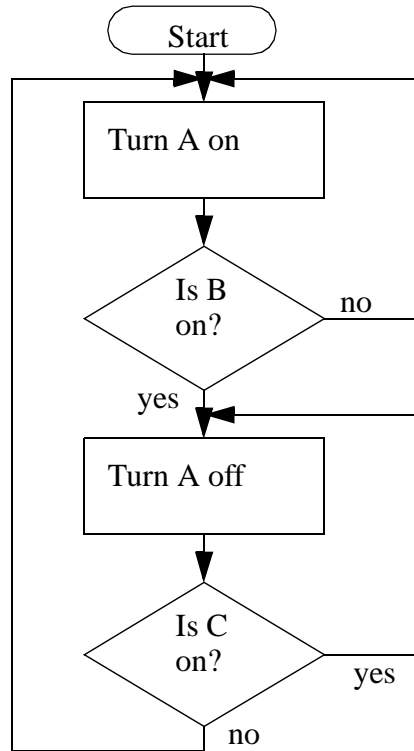 Start
Turn A on
Is B
on?
no
yes
Turn A off
Is C
on?
yes
no